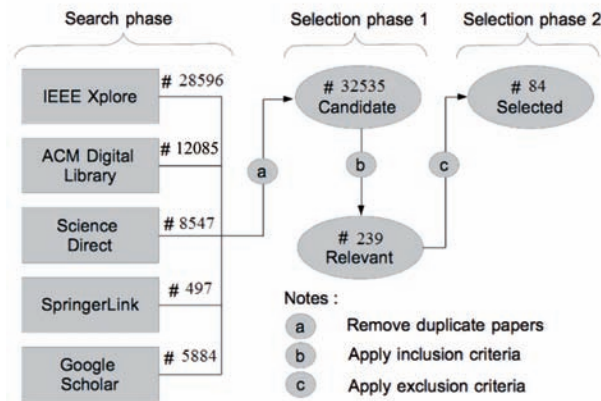 Search phase
Selection phase 1
Selection phase 2
IEEE Xplore
# 28596
ACM Digital
Library
# 12085
Science
Direct
# 8547
SpringerLink
# 497
Google
Scholar
# 5884
a
# 32535
Candidate
b
# 239
Relevant
c
# 84
Selected
Notes :
a Remove duplicate papers
b Apply inclusion criteria
c Apply exclusion criteria